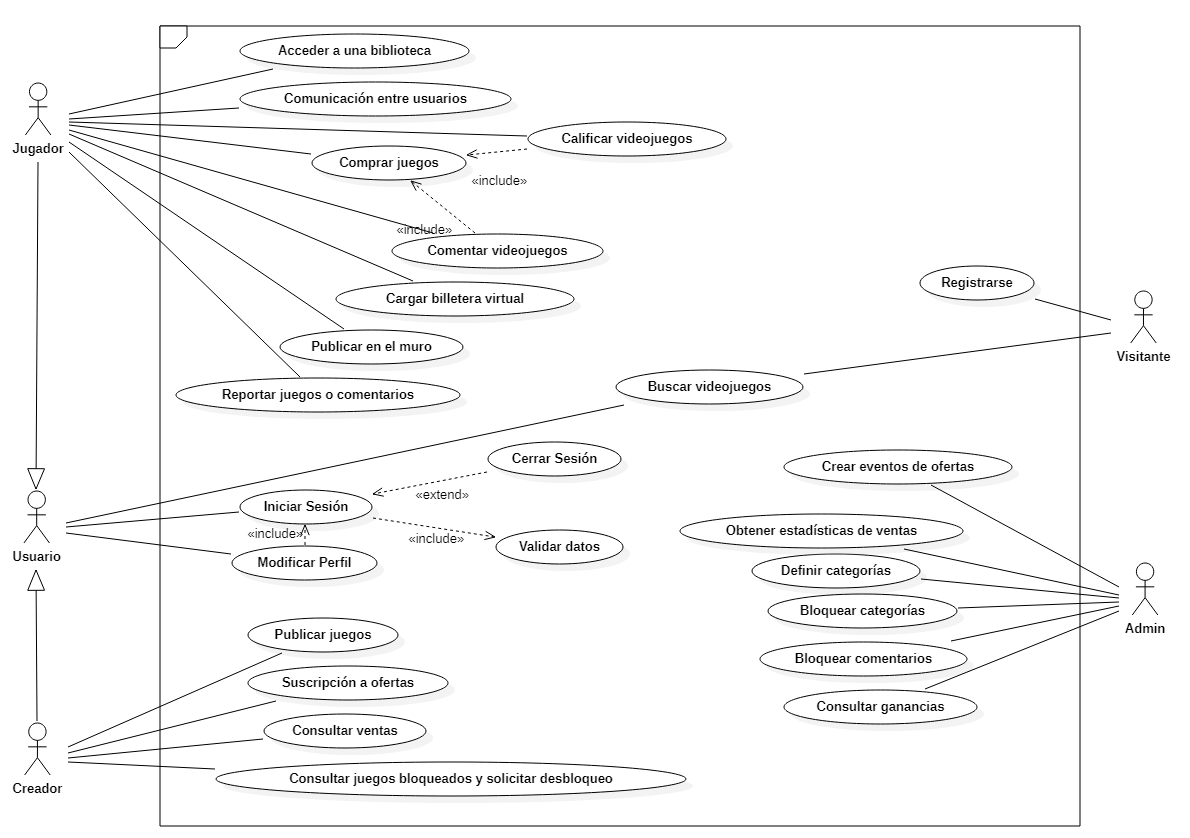 Acceder a una biblioteca
Comunicación entre usuarios
Calificar videojuegos
Jugador
Comprar juegos
«include»
«include»
Comentar videojuegos
Registrarse
Cargar billetera virtual
Publicar en el muro
Visitante
Buscar videojuegos
Reportar juegos o comentarios
Cerrar Sesión
Crear eventos de ofertas
«extend»
Iniciar Sesión
Obtener estadísticas de ventas
«include»
«include»
Validar datos
Usuario
Modificar Perfil
Definir categorías
Bloquear categorías
Admin
Publicar juegos
Bloquear comentarios
Suscripción a ofertas
Consultar ganancias
Consultar ventas
Consultar juegos bloqueados y solicitar desbloqueo
Creador